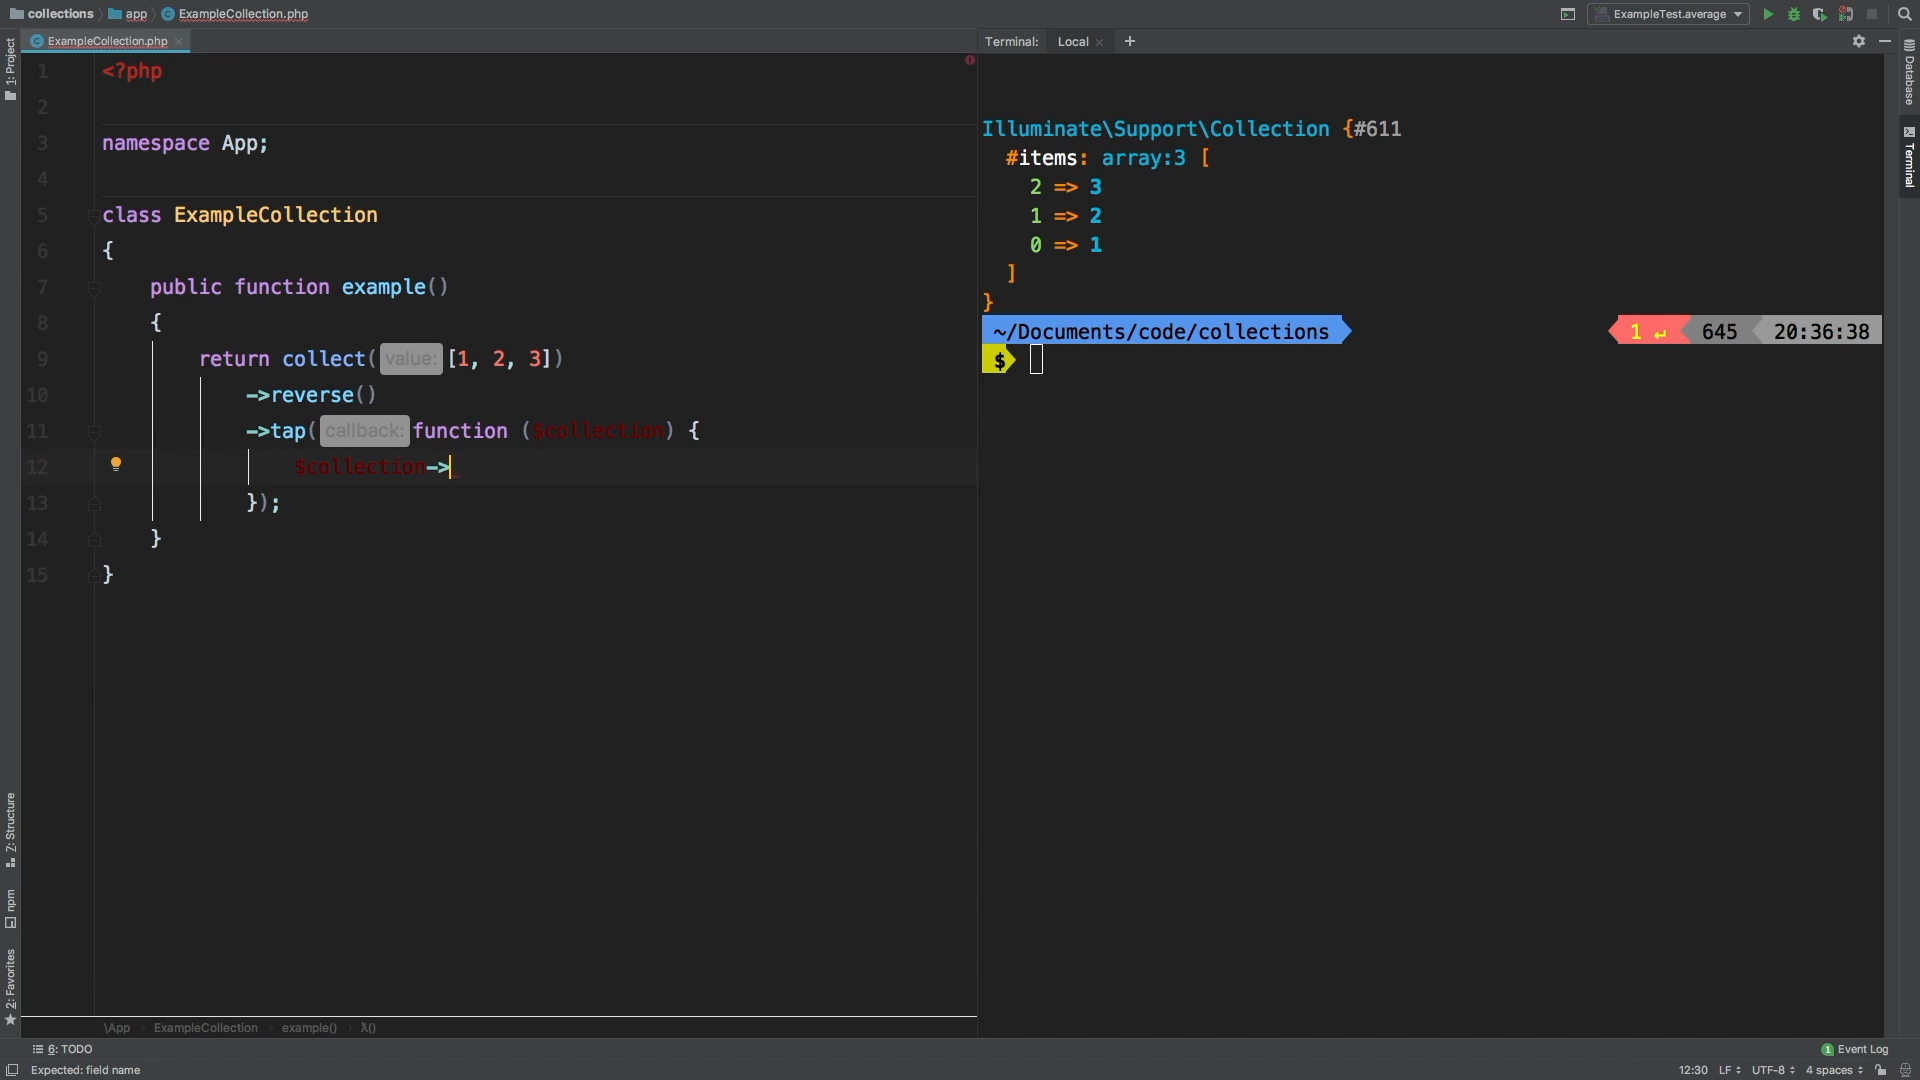 collections app ExampleCollection.php
ExampleTest.average
ExampleCollection.php
Terminal: Local
1: Project
Database
Terminal
1 <?php
2
3 namespace App;
4
5 class ExampleCollection
6 {
7 public function example()
8 {
9 return collect( value: [1, 2, 3])
10 ->reverse()
11 ->tap( callback: function ($collection) {
12 $collection->
13 });
14 }
15 }
Illuminate\Support\Collection {#611
#items: array:3 [
2 => 3
1 => 2
0 => 1
]
}
~/Documents/code/collections 1 ↵ 645 20:36:38
$
Z: Structure
npm
2: Favorites
\App ExampleCollection example() λ()
6: TODO
1 Event Log
Expected: field name
12:30 LF UTF-8 4 spaces